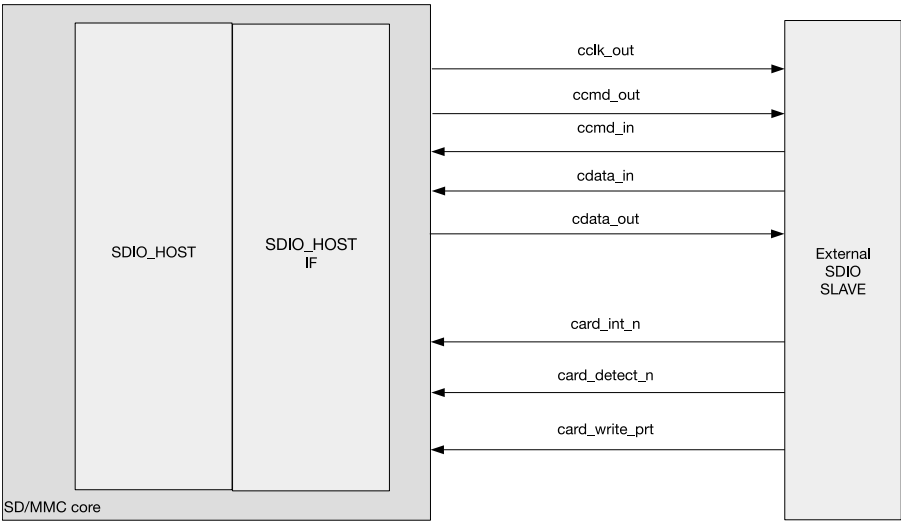 cclk_out
ccmd_out
ccmd_in
cdata_in
cdata_out
SDIO_HOST
SDIO_HOST
IF
External
SDIO
SLAVE
card_int_n
card_detect_n
card_write_prt
SD/MMC core